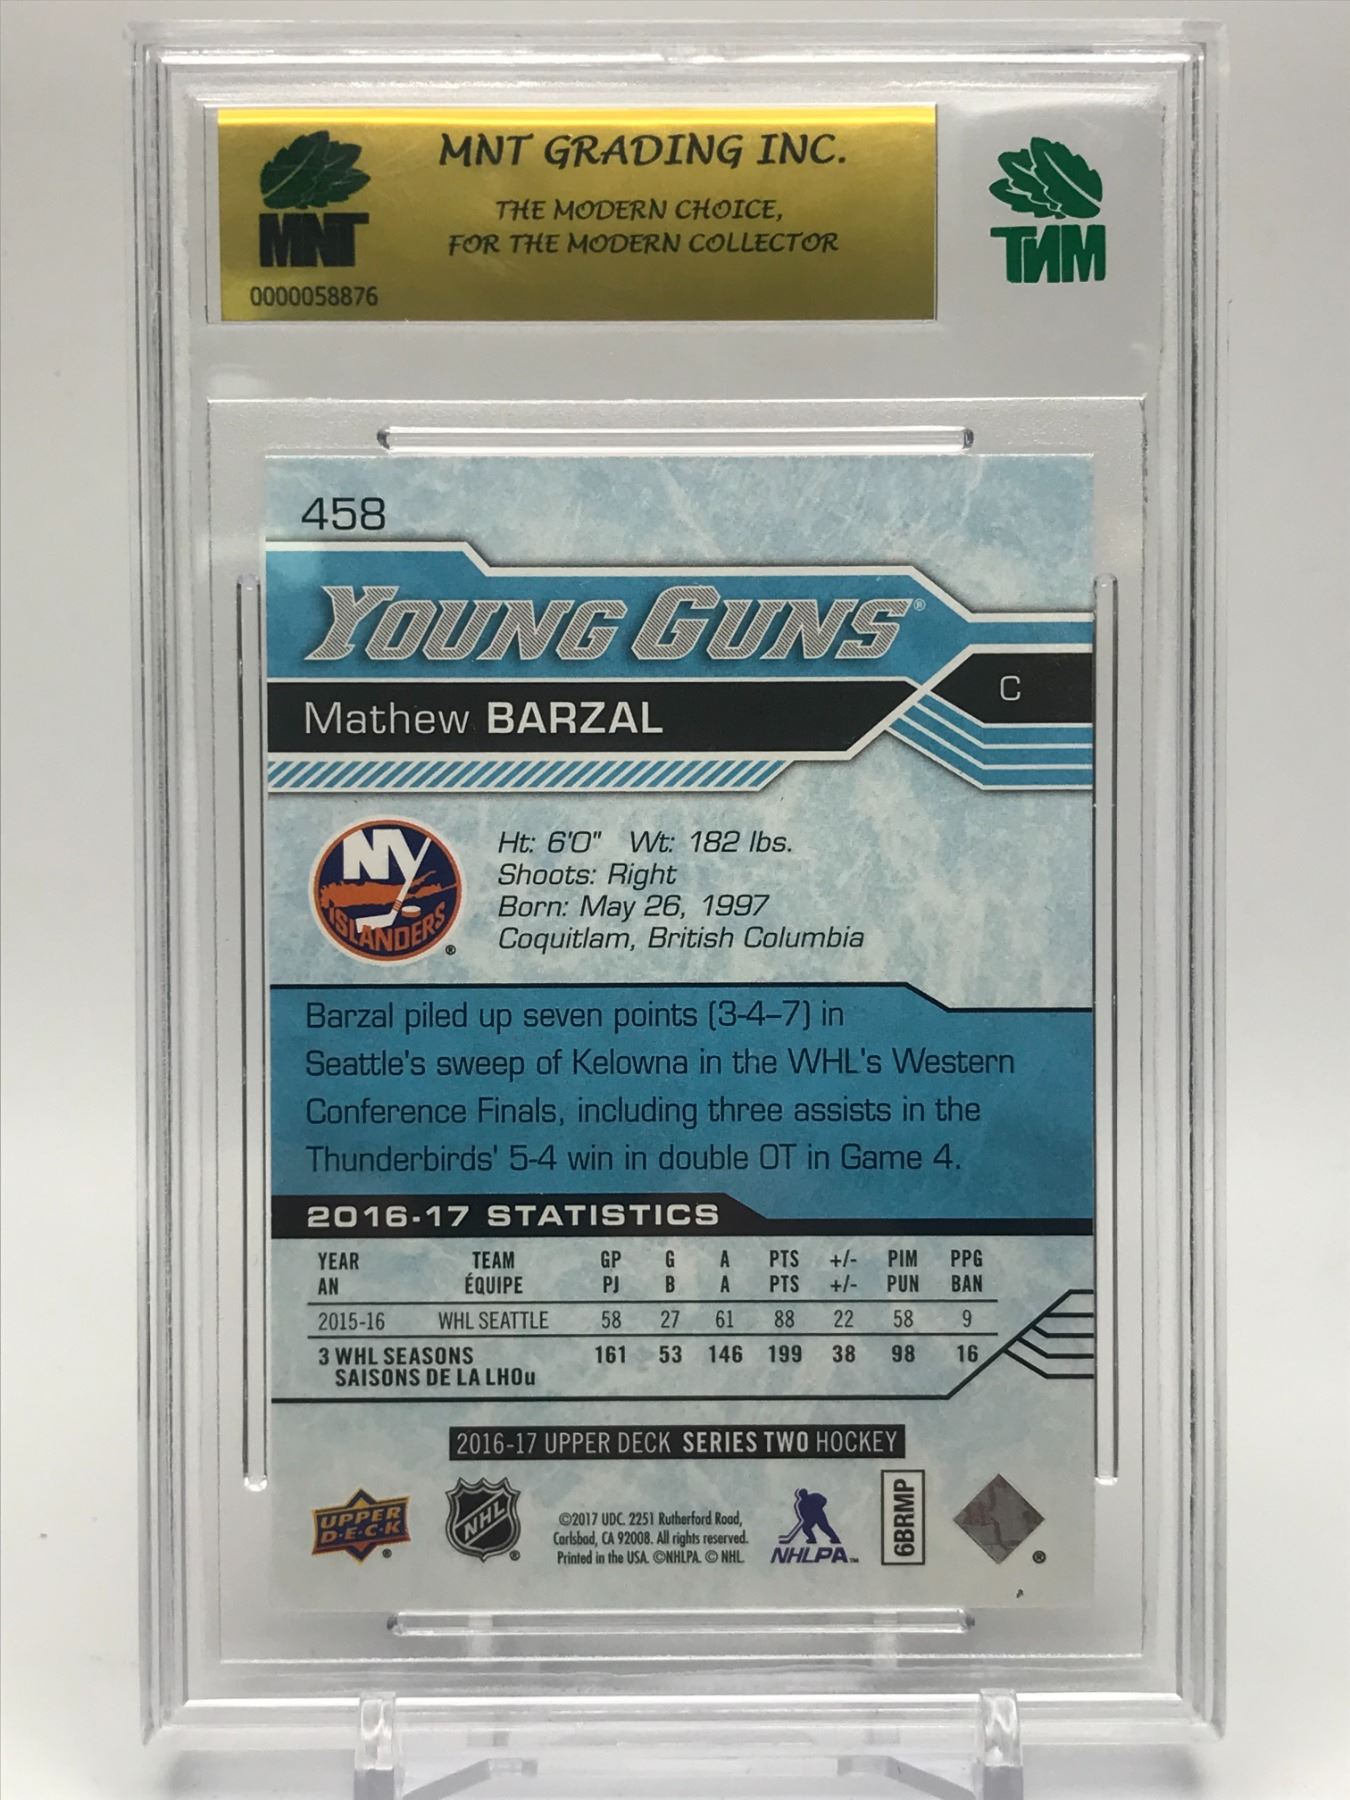 MNT GRADING INC.
THE MODERN CHOICE,
FOR THE MODERN COLLECTOR
MNT
0000058876
MNT
458
YOUNG GUNS®
C
Mathew BARZAL
NY ISLANDERS ®
Ht: 6'0" Wt: 182 lbs.
Shoots: Right
Born: May 26, 1997
Coquitlam, British Columbia
Barzal piled up seven points (3-4–7) in
Seattle's sweep of Kelowna in the WHL's Western
Conference Finals, including three assists in the
Thunderbirds' 5-4 win in double OT in Game 4.
2016-17 STATISTICS
YEAR TEAM GP G A PTS +/- PIM PPG
AN ÉQUIPE PJ B A PTS +/- PUN BAN
2015-16 WHL SEATTLE 58 27 61 88 22 58 9
3 WHL SEASONS 161 53 146 199 38 98 16
SAISONS DE LA LHOu
2016-17 UPPER DECK SERIES TWO HOCKEY
UPPER D·E·C·K ®
NHL ®
©2017 UDC. 2251 Rutherford Road,
Carlsbad, CA 92008. All rights reserved.
Printed in the USA. ©NHLPA. © NHL.
NHLPA™
6BRMP
®